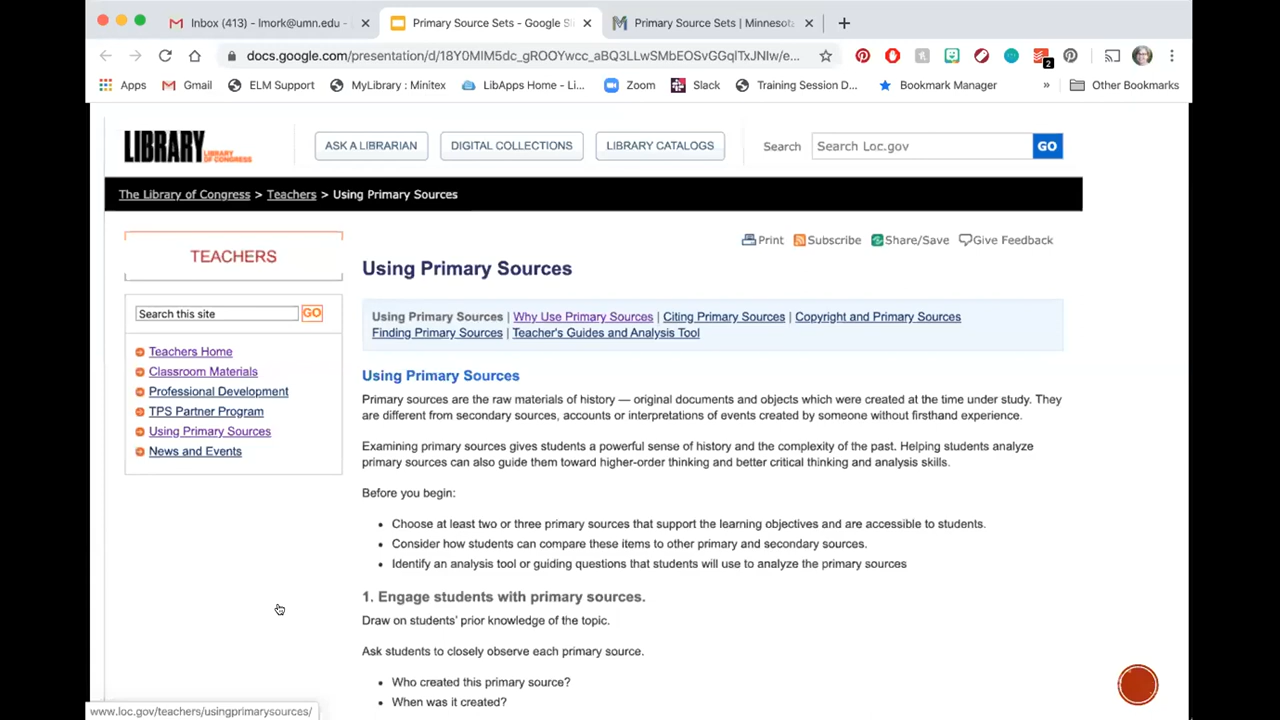 Inbox (413) - lmork@umn.edu -
Primary Source Sets - Google Sl
Primary Source Sets | Minnesota
docs.google.com/presentation/d/18Y0MIM5dc_gROOYwcc_aBQ3LLwSMbEOSvGGqlTxJNIw/e...
2
Apps
Gmail
ELM Support
MyLibrary : Minitex
LibApps Home - Li...
Zoom
Slack
Training Session D...
Bookmark Manager
»
Other Bookmarks
LIBRARY
LIBRARY OF CONGRESS
ASK A LIBRARIAN
DIGITAL COLLECTIONS
LIBRARY CATALOGS
Search
Search Loc.gov
GO
The Library of Congress > Teachers > Using Primary Sources
TEACHERS
Search this site
GO
Teachers Home
Classroom Materials
Professional Development
TPS Partner Program
Using Primary Sources
News and Events
Print
Subscribe
Share/Save
Give Feedback
Using Primary Sources
Using Primary Sources | Why Use Primary Sources | Citing Primary Sources | Copyright and Primary Sources
Finding Primary Sources | Teacher's Guides and Analysis Tool
Using Primary Sources
Primary sources are the raw materials of history — original documents and objects which were created at the time under study. They
are different from secondary sources, accounts or interpretations of events created by someone without firsthand experience.
Examining primary sources gives students a powerful sense of history and the complexity of the past. Helping students analyze
primary sources can also guide them toward higher-order thinking and better critical thinking and analysis skills.
Before you begin:
• Choose at least two or three primary sources that support the learning objectives and are accessible to students.
• Consider how students can compare these items to other primary and secondary sources.
• Identify an analysis tool or guiding questions that students will use to analyze the primary sources
1. Engage students with primary sources.
Draw on students' prior knowledge of the topic.
Ask students to closely observe each primary source.
• Who created this primary source?
• When was it created?
www.loc.gov/teachers/usingprimarysources/